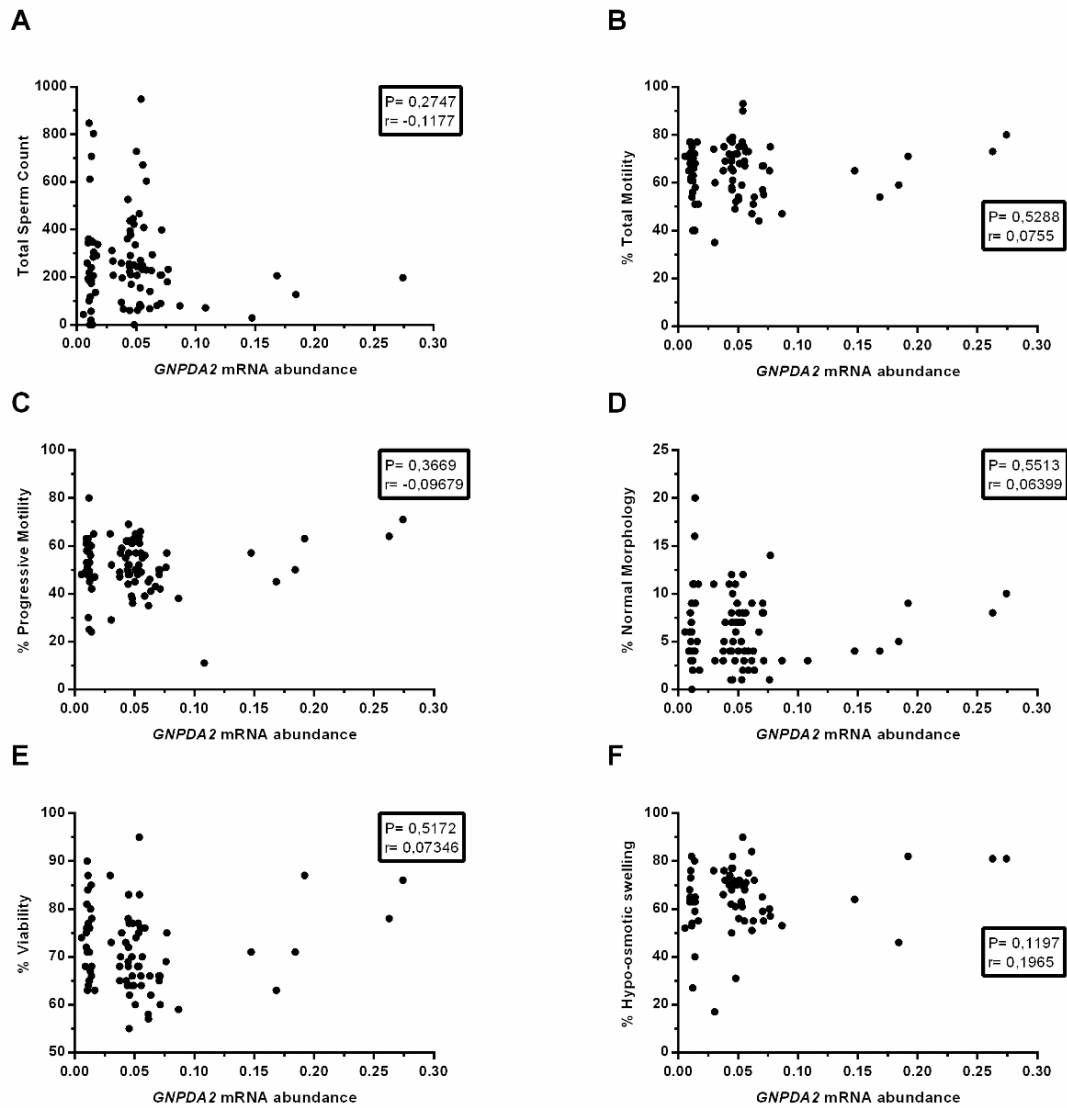 A
Total Sperm Count
1000
800
600
400
200
0
0.00 0.05 0.10 0.15 0.20 0.25 0.30
GNPDA2 mRNA abundance
P= 0,2747
r= -0,1177
B
% Total Motility
100
80
60
40
20
0
0.00 0.05 0.10 0.15 0.20 0.25 0.30
GNPDA2 mRNA abundance
P= 0,5288
r= 0,0755
C
% Progressive Motility
100
80
60
40
20
0
0.00 0.05 0.10 0.15 0.20 0.25 0.30
GNPDA2 mRNA abundance
P= 0,3669
r= -0,09679
D
% Normal Morphology
25
20
15
10
5
0
0.00 0.05 0.10 0.15 0.20 0.25 0.30
GNPDA2 mRNA abundance
P= 0,5513
r= 0,06399
E
% Viability
100
90
80
70
60
50
0.00 0.05 0.10 0.15 0.20 0.25 0.30
GNPDA2 mRNA abundance
P= 0,5172
r= 0,07346
F
% Hypo-osmotic swelling
100
80
60
40
20
0
0.00 0.05 0.10 0.15 0.20 0.25 0.30
GNPDA2 mRNA abundance
P= 0,1197
r= 0,1965